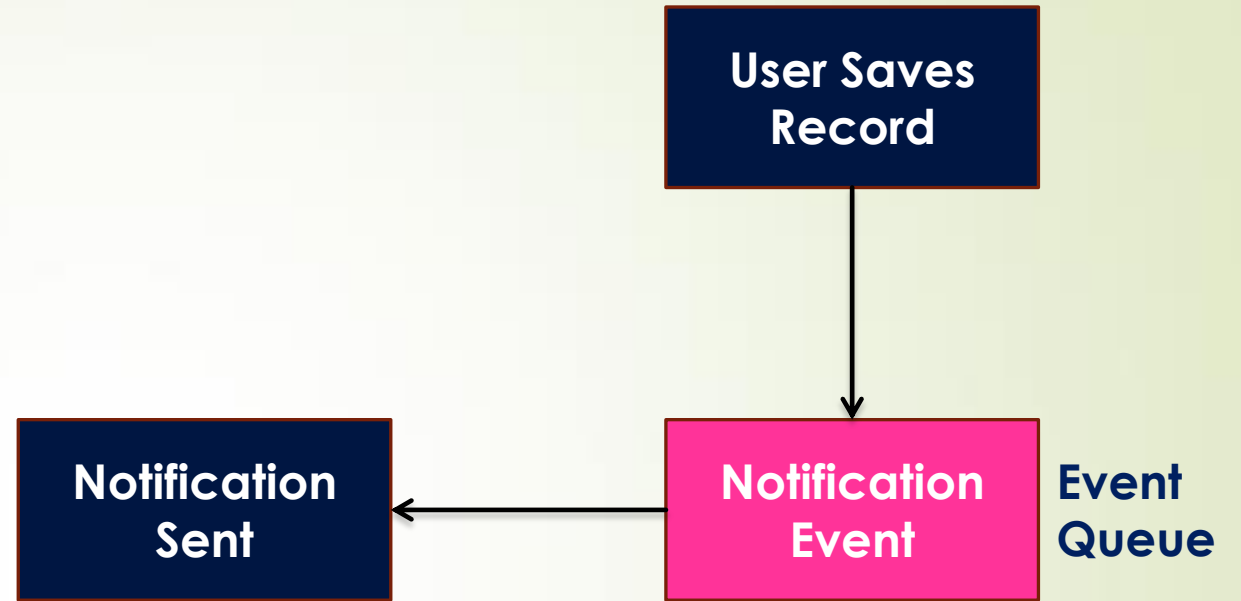 User Saves
Record
Notification
Sent
Notification
Event
Event
Queue